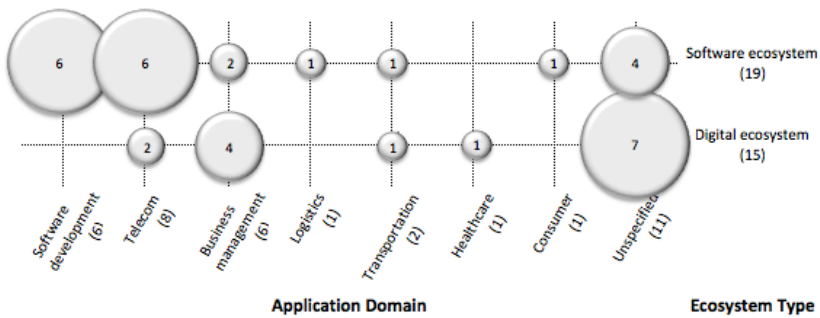 6 6 2 1 1 1 4 Software ecosystem
(19)
2 4 1 1 7 Digital ecosystem
(15)
Software
development
(6)
Telecom
(8)
Business
management
(6)
Logistics
(1)
Transportation
(2)
Healthcare
(1)
Consumer
(1)
Unspecified
(11)
Application Domain Ecosystem Type